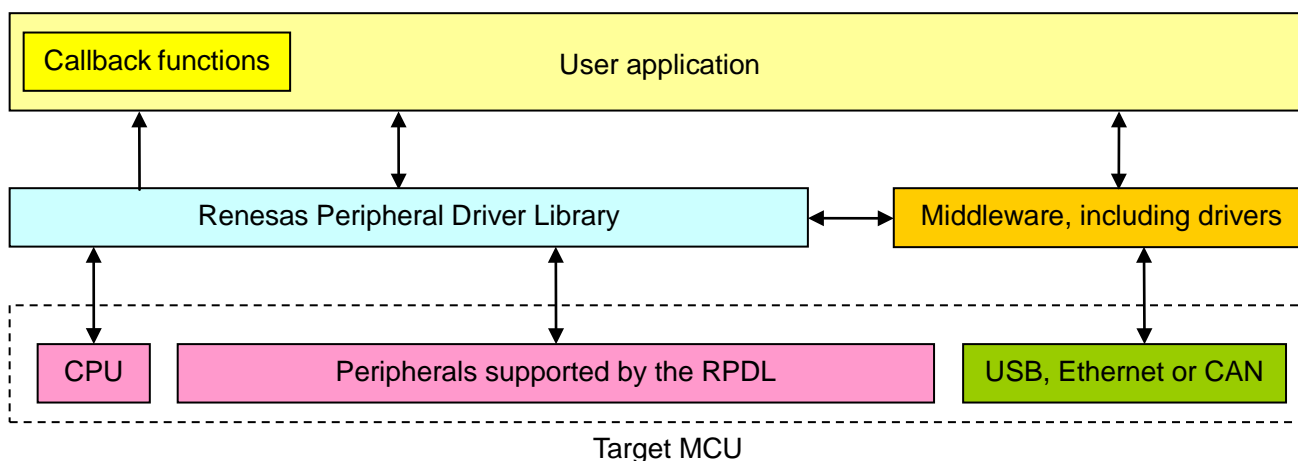 Callback functions
User application
Renesas Peripheral Driver Library
Middleware, including drivers
CPU
Peripherals supported by the RPDL
USB, Ethernet or CAN
Target MCU